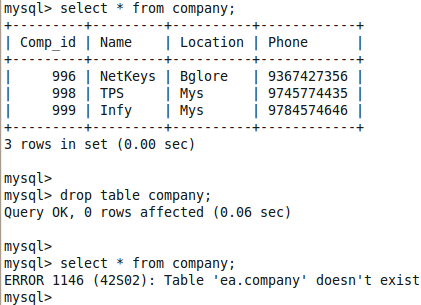 mysql> select * from company;
+---------+---------+----------+------------+
| Comp_id | Name    | Location | Phone      |
+---------+---------+----------+------------+
|     996 | NetKeys | Bglore   | 9367427356 |
|     998 | TPS     | Mys      | 9745774435 |
|     999 | Infy    | Mys      | 9784574646 |
+---------+---------+----------+------------+
3 rows in set (0.00 sec)
mysql>
mysql> drop table company;
Query OK, 0 rows affected (0.06 sec)
mysql>
mysql> select * from company;
ERROR 1146 (42S02): Table 'ea.company' doesn't exist
mysql>